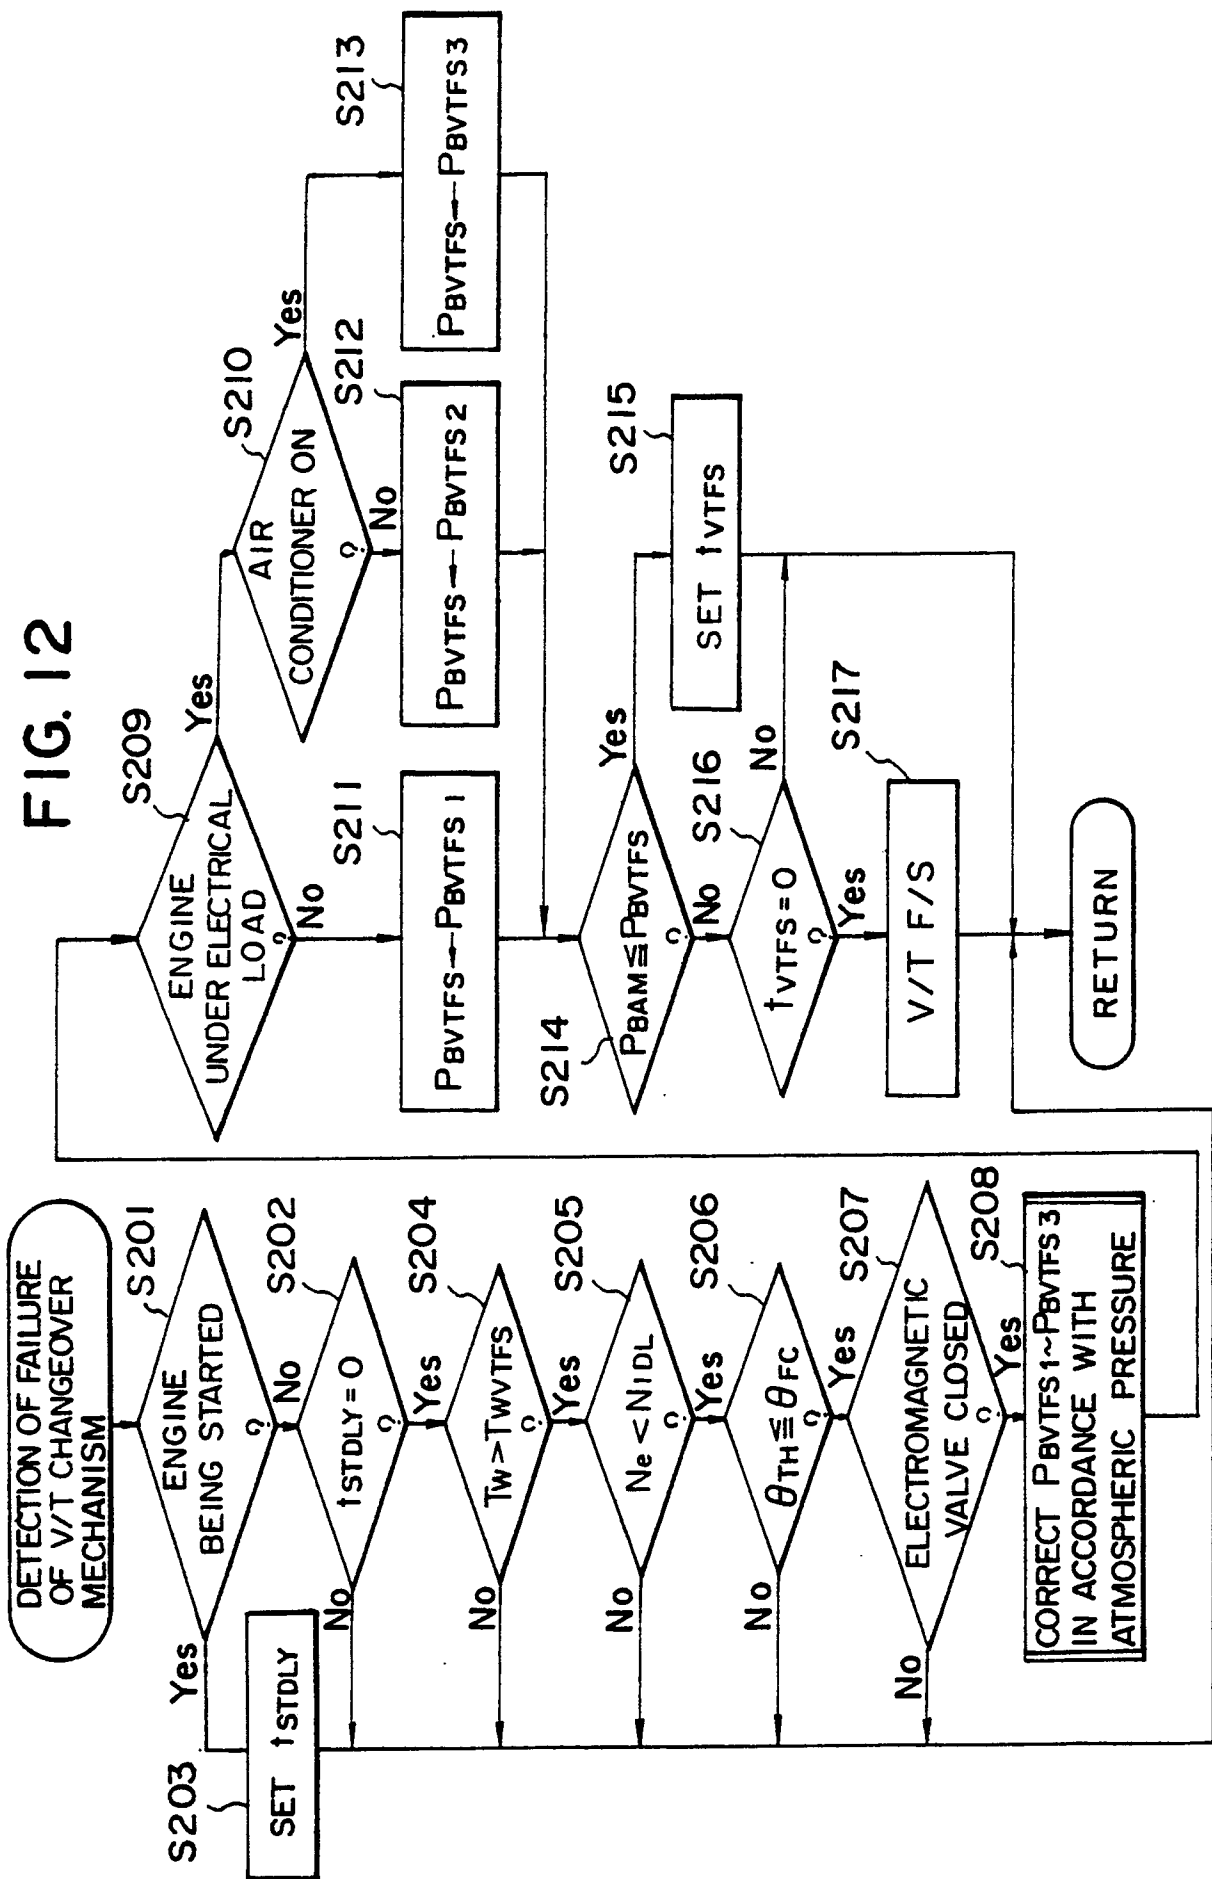 FIG. 12
DETECTION OF FAILURE
OF V/T CHANGEOVER
MECHANISM
S201
ENGINE
BEING STARTED
?
Yes
No
S203
SET tSTDLY
S202
tSTDLY=0
?
No
Yes
S204
TW>TWVTFS
?
No
Yes
S205
Ne<NIDL
?
No
Yes
S206
θTH≦θFC
?
No
Yes
S207
ELECTROMAGNETIC
VALVE CLOSED
?
No
Yes
S208
CORRECT PBVTFS1~PBVTFS3
IN ACCORDANCE WITH
ATMOSPHERIC PRESSURE
S209
ENGINE
UNDER ELECTRICAL
LOAD
?
Yes
No
S210
AIR
CONDITIONER ON
?
Yes
No
S211
PBVTFS←PBVTFS1
S212
PBVTFS←PBVTFS2
S213
PBVTFS←PBVTFS3
S214
PBAM≦PBVTFS
?
Yes
No
S215
SET tVTFS
S216
tVTFS=0
?
No
Yes
S217
V/T F/S
RETURN